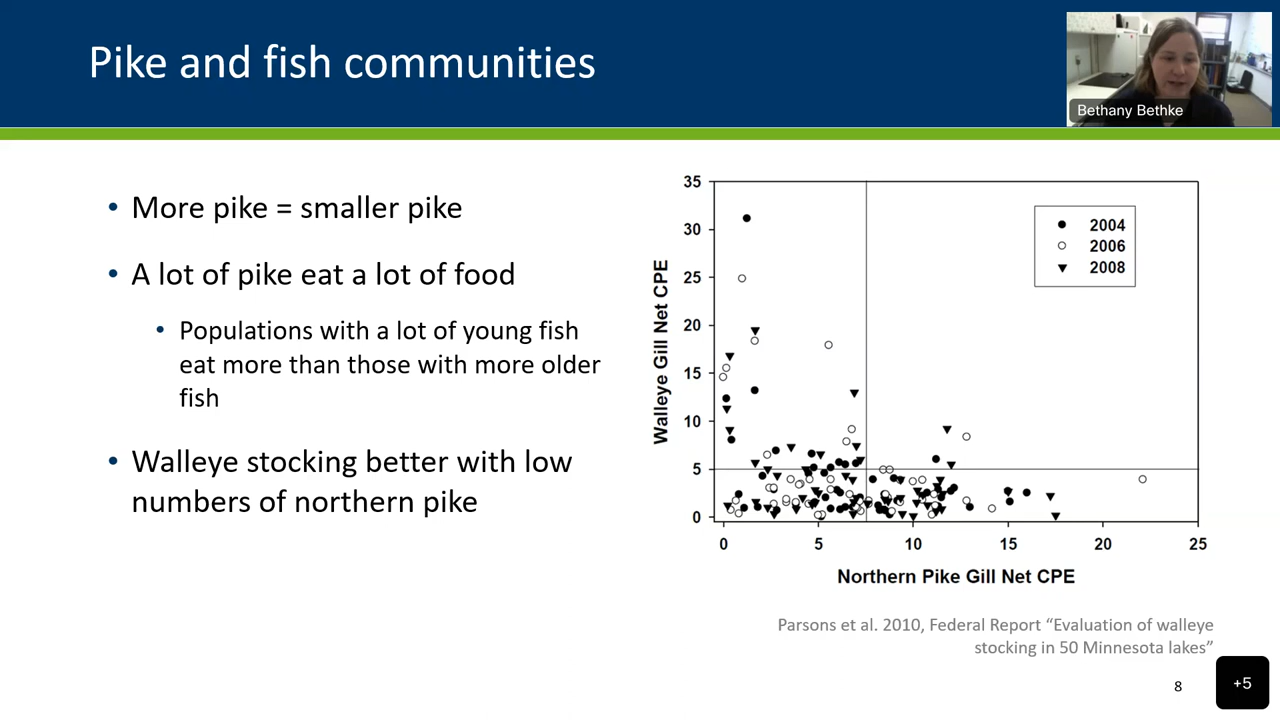 Pike and fish communities
Bethany Bethke
• More pike = smaller pike
• A lot of pike eat a lot of food
• Populations with a lot of young fish
eat more than those with more older
fish
• Walleye stocking better with low
numbers of northern pike
Walleye Gill Net CPE
35
30
25
20
15
10
5
0
2004
2006
2008
0 5 10 15 20 25
Northern Pike Gill Net CPE
Parsons et al. 2010, Federal Report “Evaluation of walleye
stocking in 50 Minnesota lakes”
8
+5